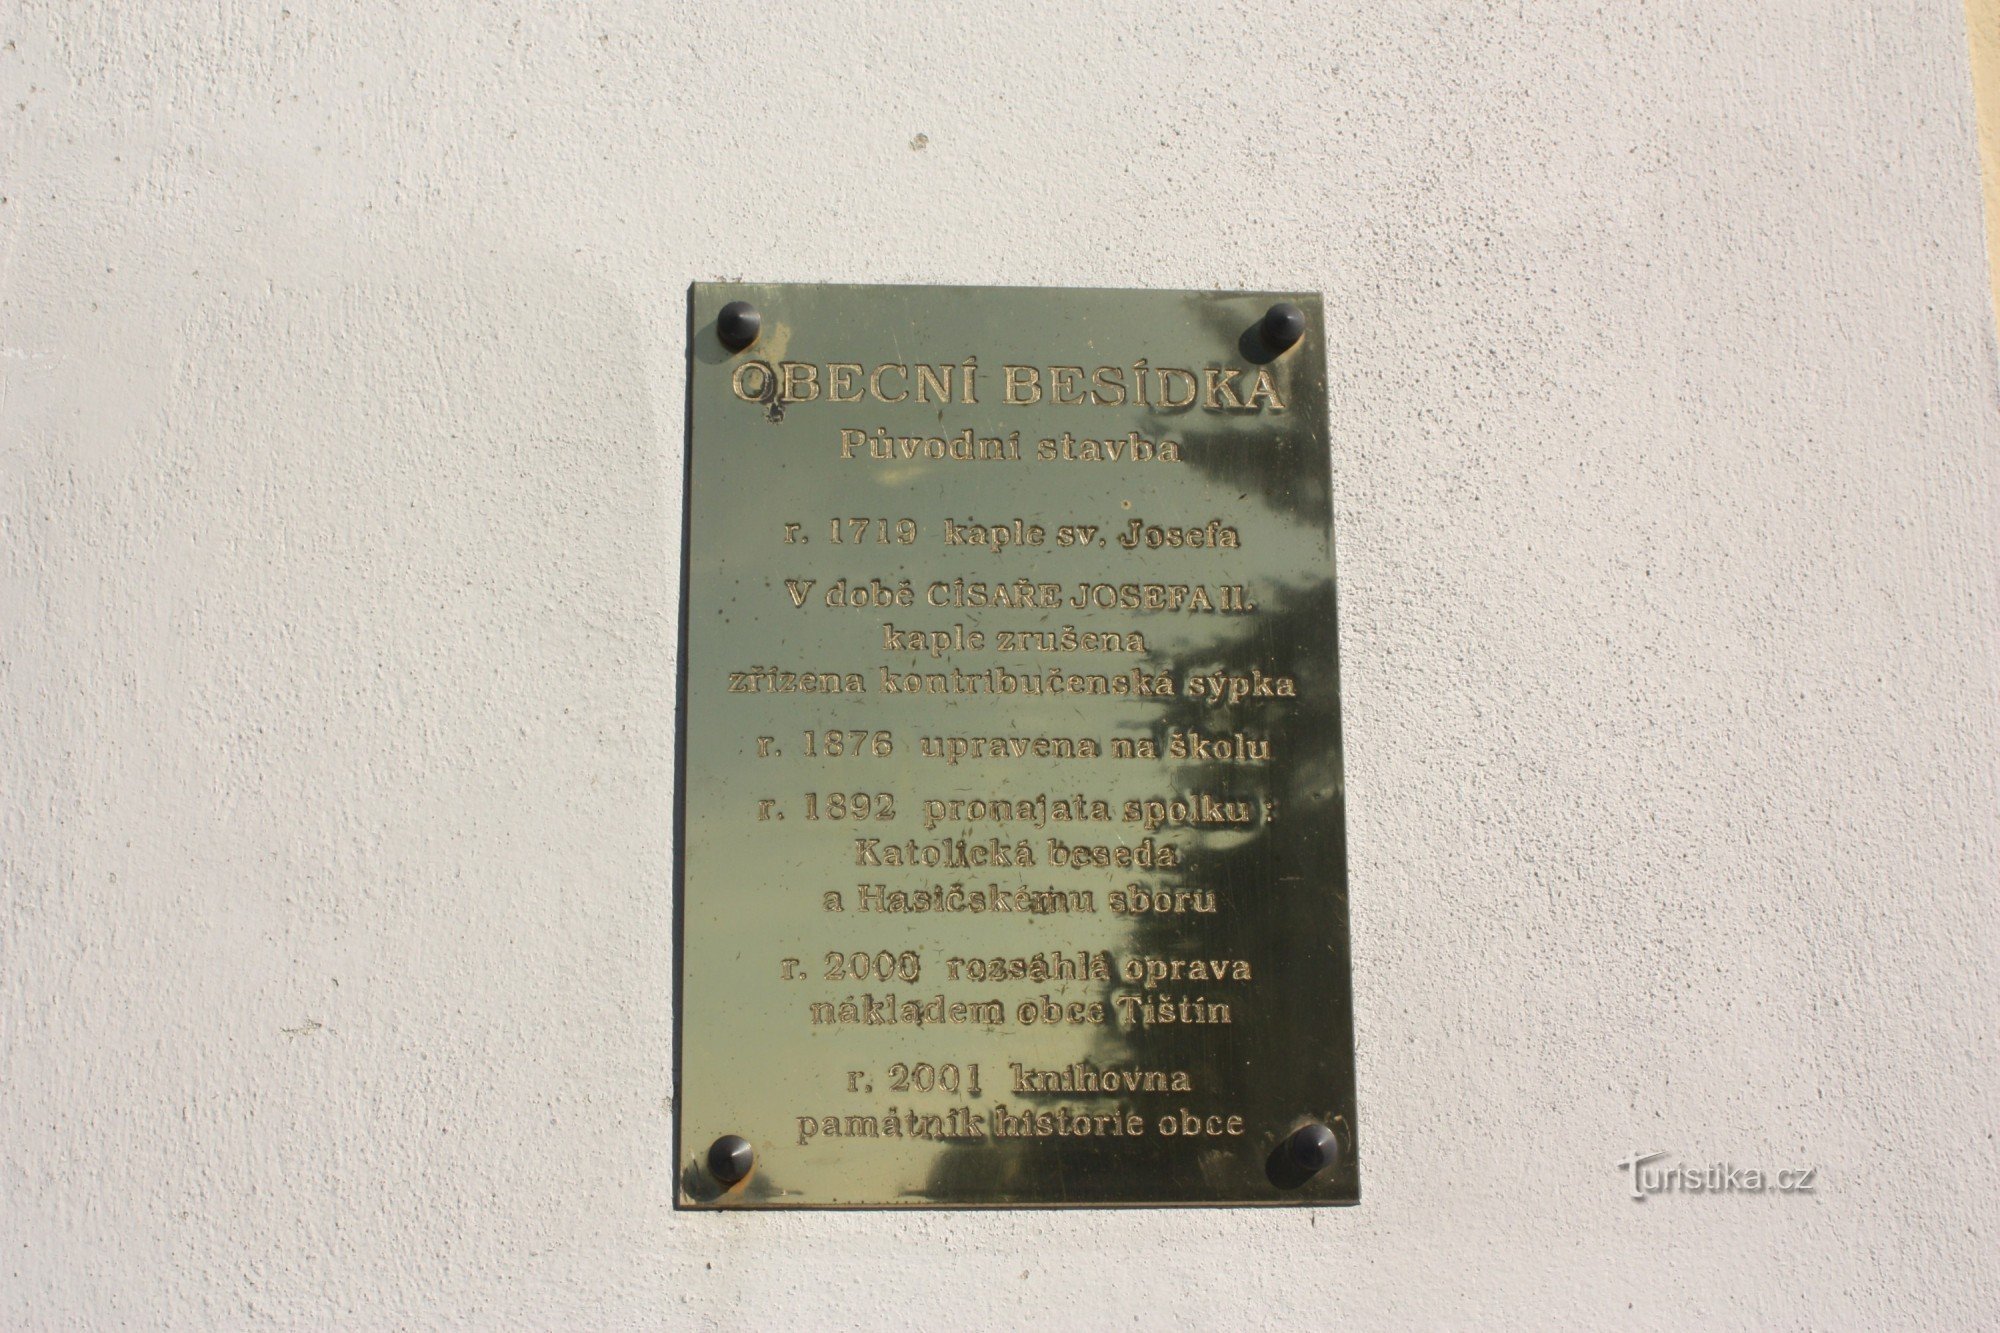 OBECNÍ BESÍDKA
Původní stavba
r. 1719 kaple sv. Josefa
V době CÍSAŘE JOSEFA II.
kaple zrušena
zřízena kontribučenská sýpka
r. 1876 upravena na školu
r. 1892 pronajata spolku :
Katolická beseda
a Hasičskému sboru
r. 2000 rozsáhlá oprava
nákladem obce Tištín
r. 2001 knihovna
památník historie obce
Turistika.cz